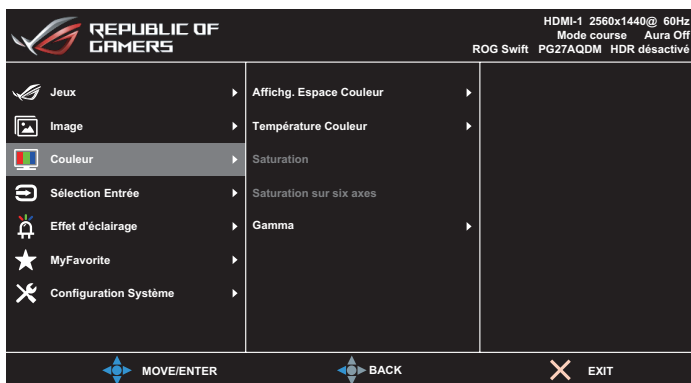 REPUBLIC OF
GAMERS
HDMI-1 2560x1440@ 60Hz
Mode course Aura Off
ROG Swift PG27AQDM HDR désactivé
Jeux
Image
Couleur
Sélection Entrée
Effet d'éclairage
MyFavorite
Configuration Système
Affichg. Espace Couleur
Température Couleur
Saturation
Saturation sur six axes
Gamma
MOVE/ENTER
BACK
EXIT